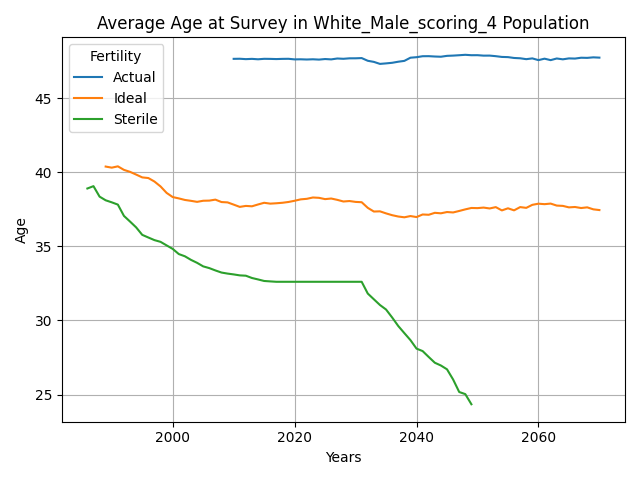 Average Age at Survey in White_Male_scoring_4 Population
Fertility
Actual
Ideal
Sterile
Age
45
40
35
30
25
2000
2020
2040
2060
Years